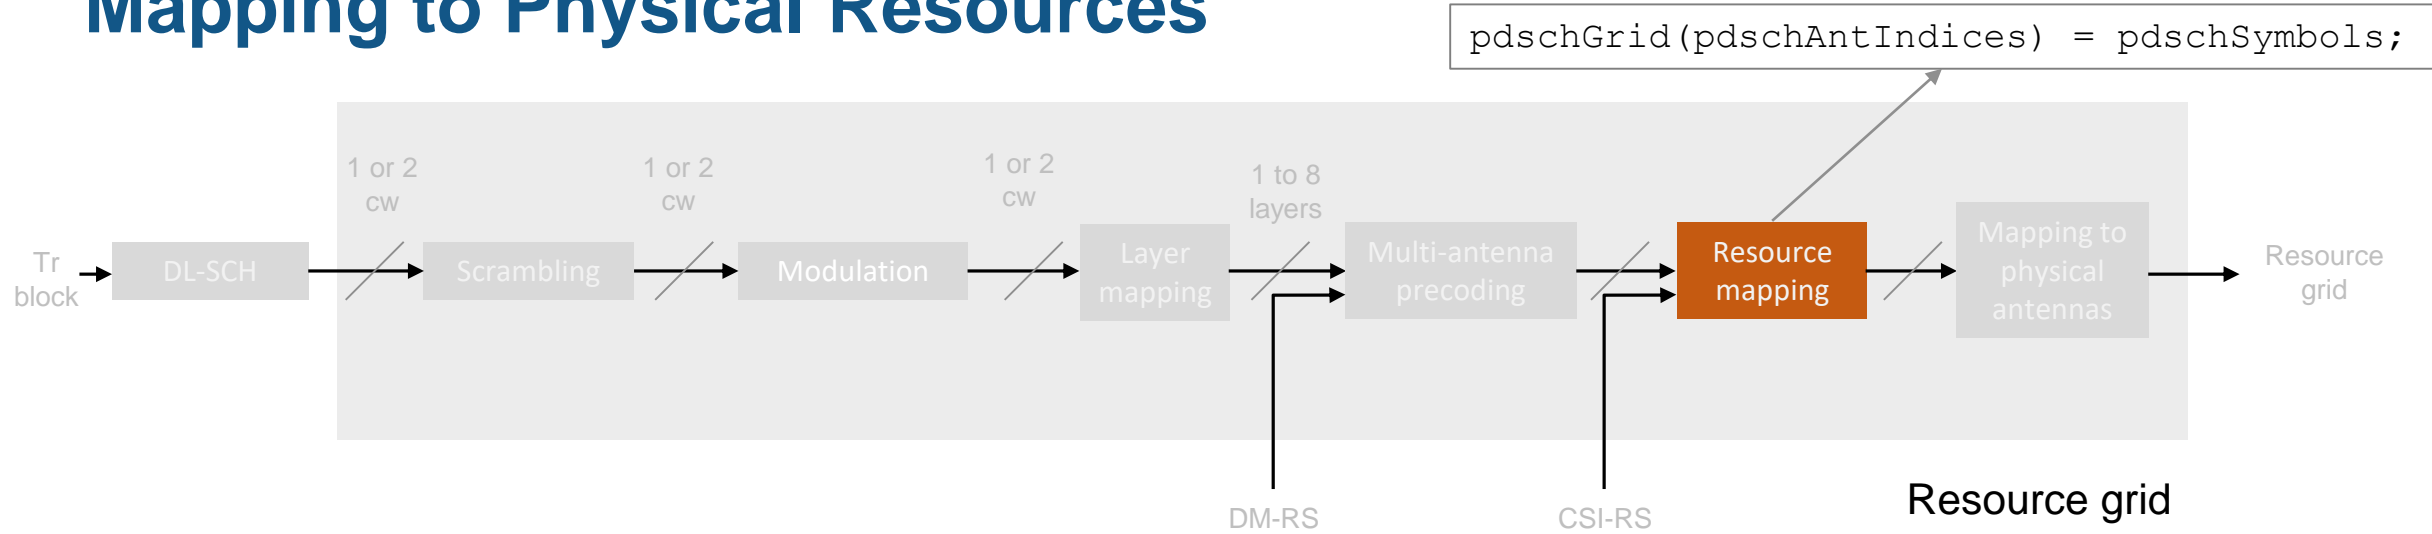 Mapping to Physical Resources
pdschGrid(pdschAntIndices) = pdschSymbols;
1 or 2
cw
1 or 2
cw
1 or 2
cw
1 to 8
layers
Tr
block
DL-SCH
Scrambling
Modulation
Layer
mapping
Multi-antenna
precoding
Resource
mapping
Mapping to
physical
antennas
Resource
grid
DM-RS
CSI-RS
Resource grid